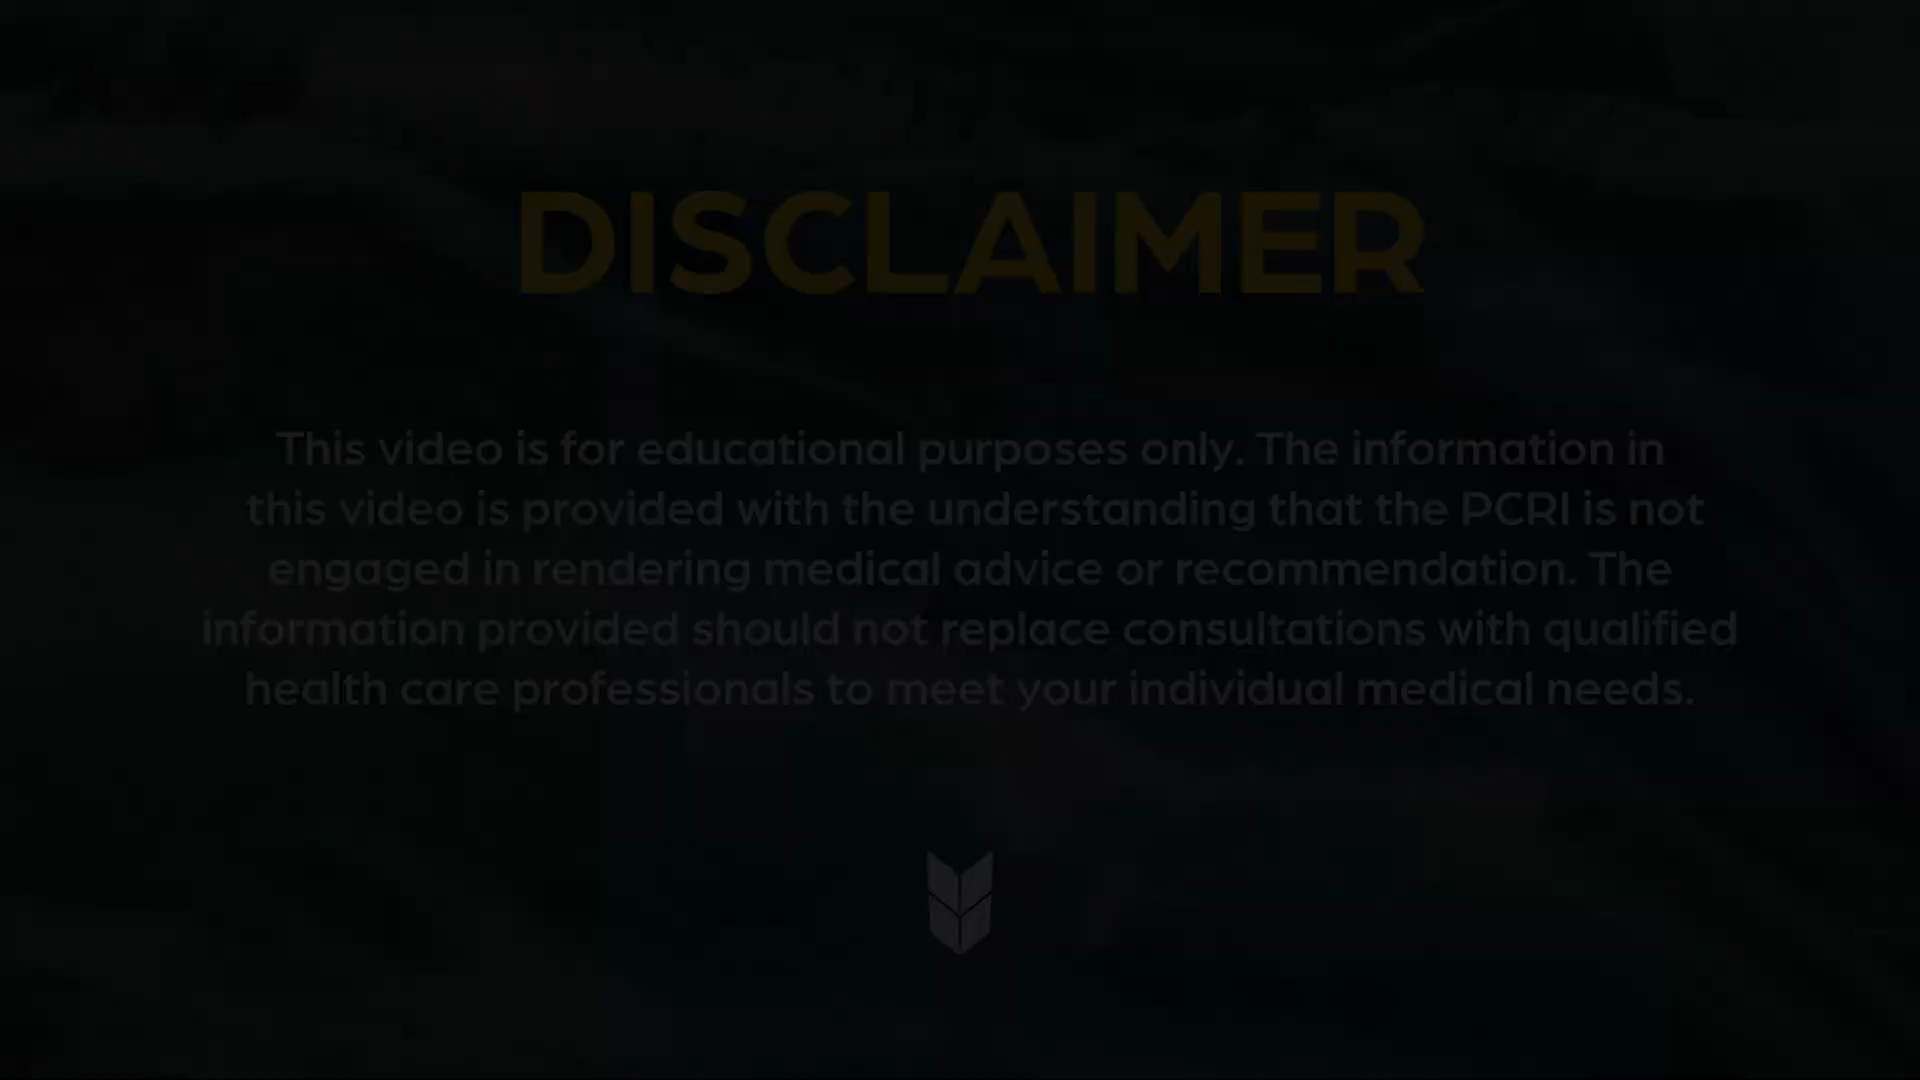 DISCLAIMER
This video is for educational purposes only. The information in
this video is provided with the understanding that the PCRI is not
engaged in rendering medical advice or recommendation. The
information provided should not replace consultations with qualified
health care professionals to meet your individual medical needs.